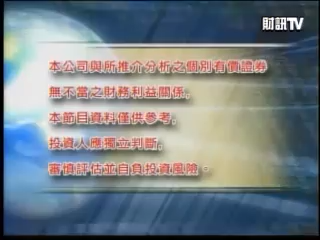 財訊TV
本公司與所推介分析之個別有價證券
無不當之財務利益關係,
本節目資料僅供參考,
投資人應獨立判斷,
審慎評估並自負投資風險。